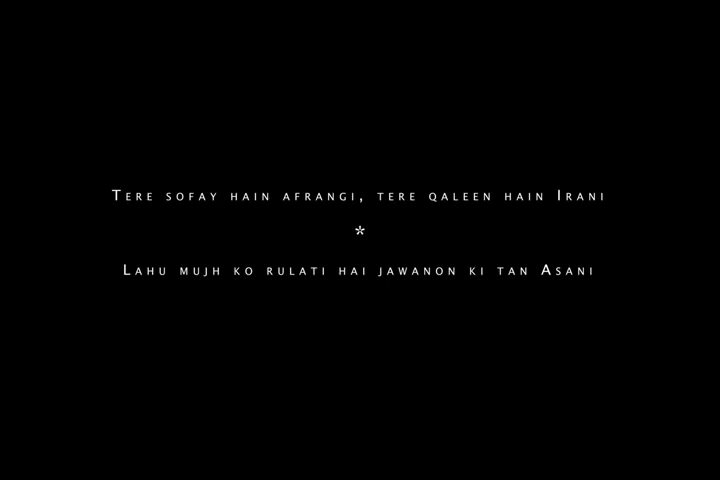 Tere sofay hain afrangi, tere qaleen hain Irani
*
Lahu mujh ko rulati hai jawanon ki tan Asani